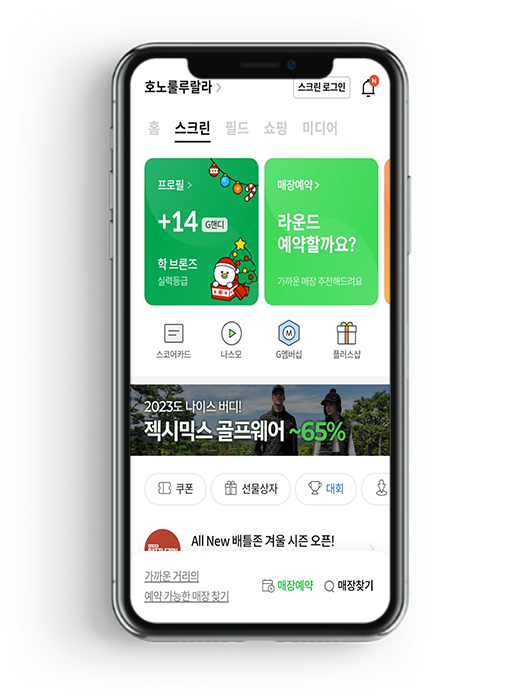 호노룰루랄라 >
스크린 로그인
N
홈 스크린 필드 쇼핑 미디어
프로필 >
+14 G핸디
학 브론즈
실력등급
매장예약 >
라운드
예약할까요?
가까운 매장 추천해드려요
스코어카드
나스모
M
G멤버십
플러스샵
2023도 나이스 버디!
젝시믹스 골프웨어 ~65%
쿠폰
선물상자
대회
All New 배틀존 겨울 시즌 오픈!
가까운 거리의
예약 가능한 매장 찾기
매장예약
매장찾기